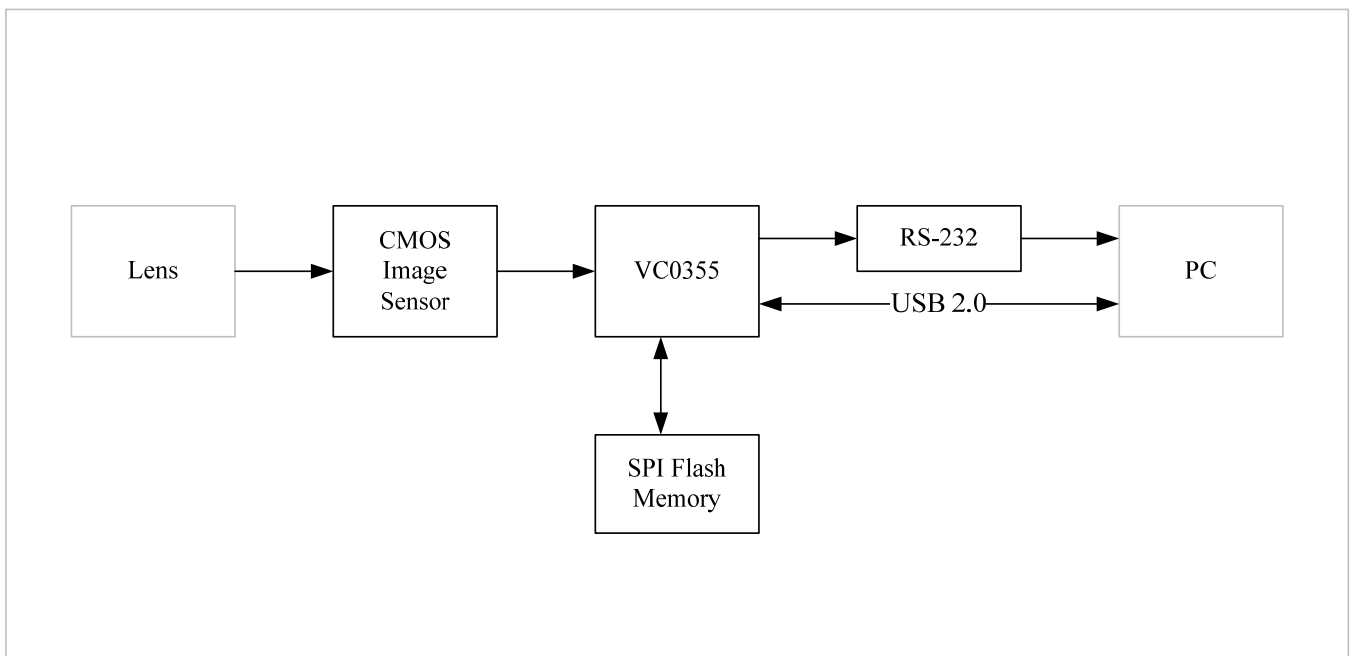 Lens
CMOS
Image
Sensor
VC0355
RS-232
USB 2.0
PC
SPI Flash
Memory